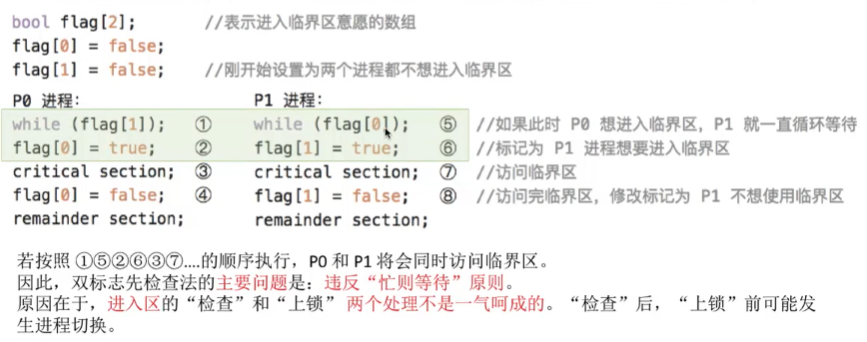 bool flag[2]; //表示进入临界区意愿的数组
flag[0] = false;
flag[1] = false; //刚开始设置为两个进程都不想进入临界区
P0 进程： P1 进程：
while (flag[1]); ① while (flag[0]); ⑤ //如果此时 P0 想进入临界区，P1 就一直循环等待
flag[0] = true; ② flag[1] = true; ⑥ //标记为 P1 进程想要进入临界区
critical section; ③ critical section; ⑦ //访问临界区
flag[0] = false; ④ flag[1] = false; ⑧ //访问完临界区，修改标记为 P1 不想使用临界区
remainder section; remainder section;
若按照 ①⑤②⑥③⑦....的顺序执行，P0 和 P1 将会同时访问临界区。
因此，双标志先检查法的主要问题是：违反“忙则等待”原则。
原因在于，进入区的“检查”和“上锁” 两个处理不是一气呵成的。“检查”后，“上锁”前可能发
生进程切换。